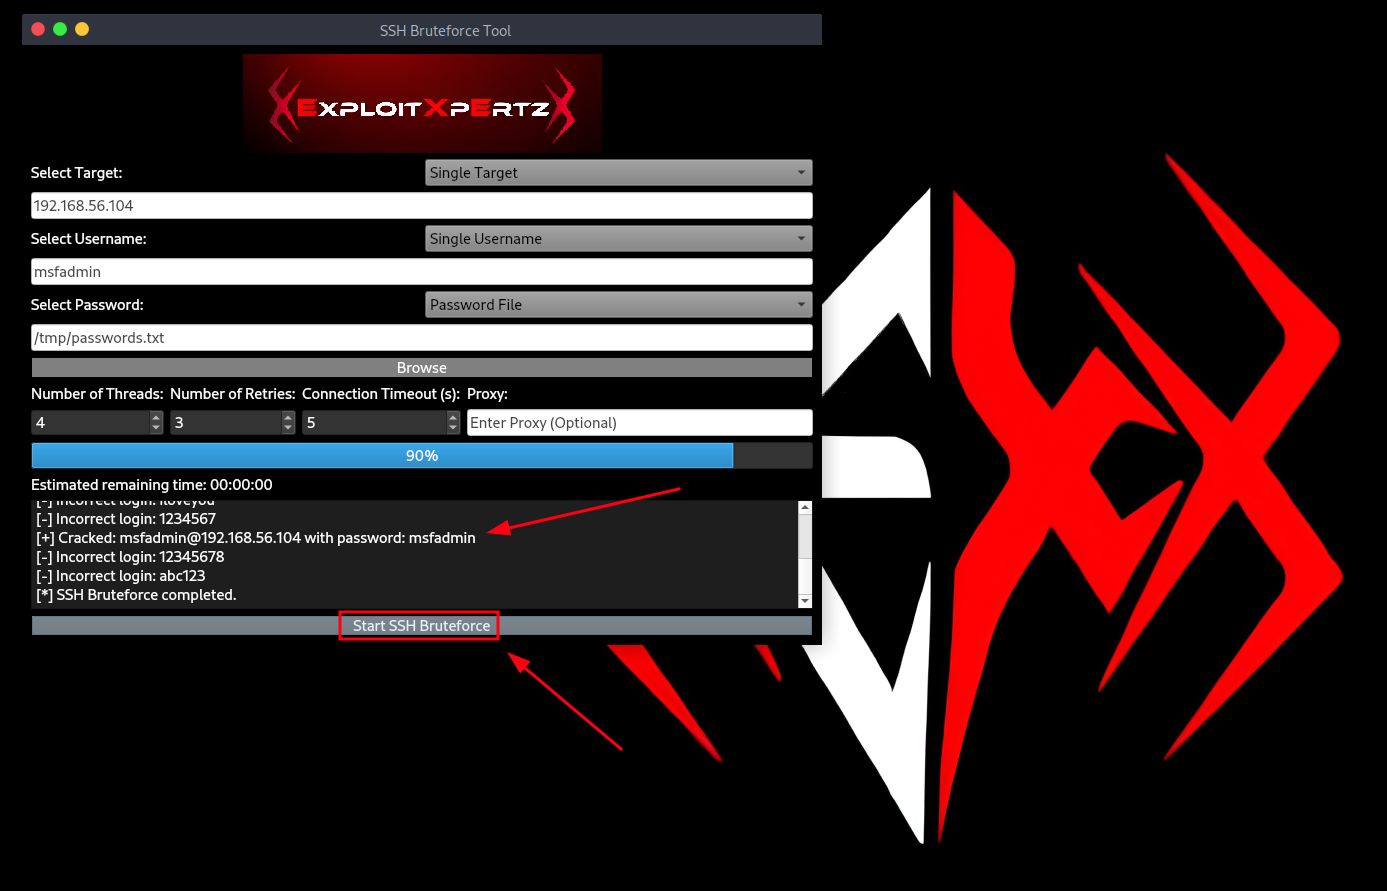 SSH Bruteforce Tool
ExploitXpErtz
Select Target: Single Target
192.168.56.104
Select Username: Single Username
msfadmin
Select Password: Password File
/tmp/passwords.txt
Browse
Number of Threads: Number of Retries: Connection Timeout (s): Proxy:
4 3 5 Enter Proxy (Optional)
90%
Estimated remaining time: 00:00:00
[-] Incorrect login: iloveyou
[-] Incorrect login: 1234567
[+] Cracked: msfadmin@192.168.56.104 with password: msfadmin
[-] Incorrect login: 12345678
[-] Incorrect login: abc123
[*] SSH Bruteforce completed.
Start SSH Bruteforce